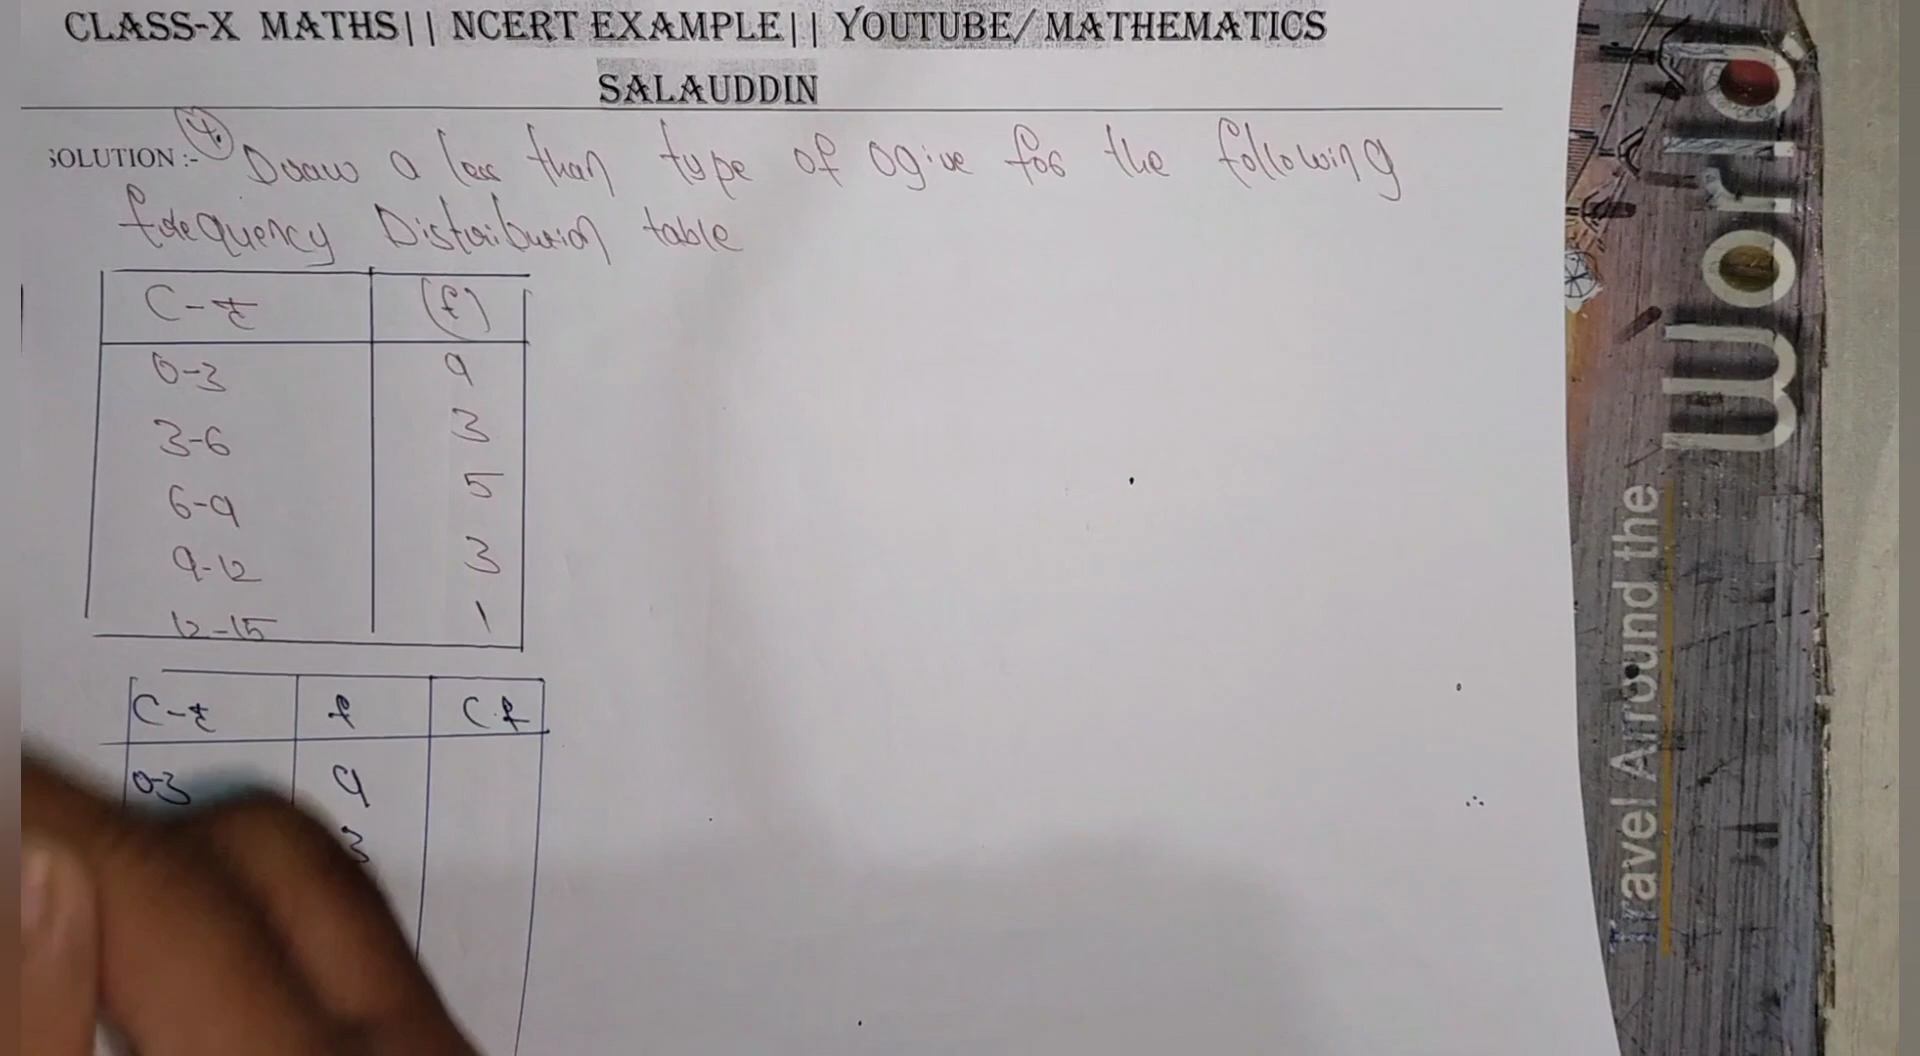 CLASS-X MATHS|| NCERT EXAMPLE|| YOUTUBE/ MATHEMATICS
SALAUDDIN
SOLUTION :- 4. Draw a less than type of ogive for the following
frequency Distribution table
C-I (f)
0-3 9
3-6 3
6-9 5
9-12 3
12-15 1
C-I f C.f
0-3 9
3
World
Travel Arround the